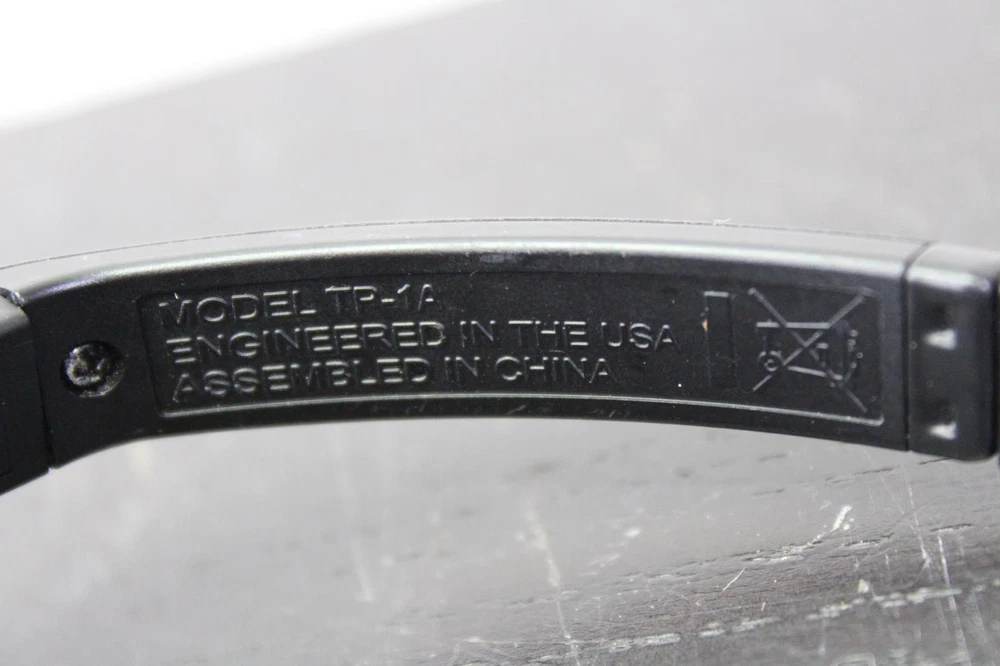 MODEL TP-1A
ENGINEERED IN THE USA
ASSEMBLED IN CHINA